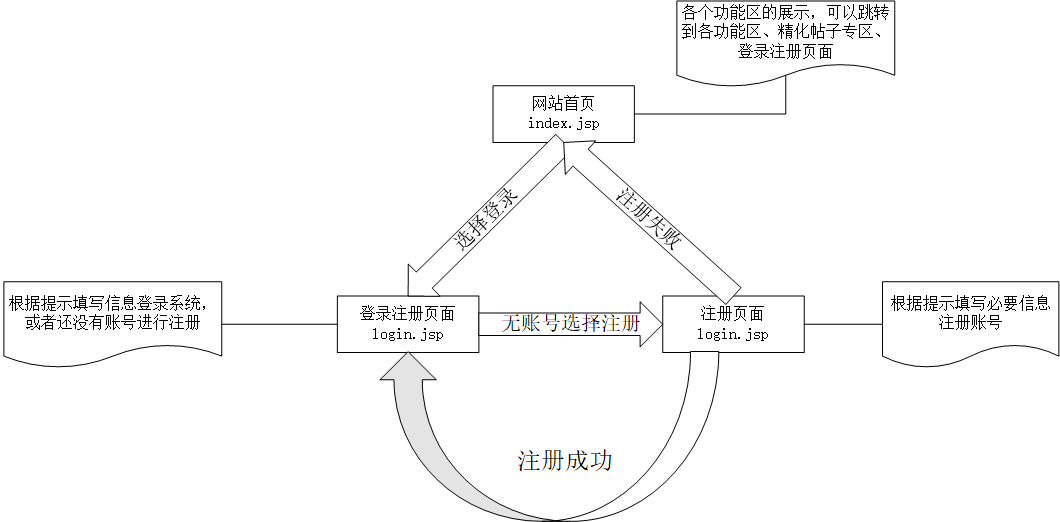 各个功能区的展示，可以跳转
到各功能区、精化帖子专区、
登录注册页面
网站首页
index.jsp
选择登录
注册失败
根据提示填写信息登录系统，
或者还没有账号进行注册
登录注册页面
login.jsp
无账号选择注册
注册页面
login.jsp
根据提示填写必要信息
注册账号
注册成功